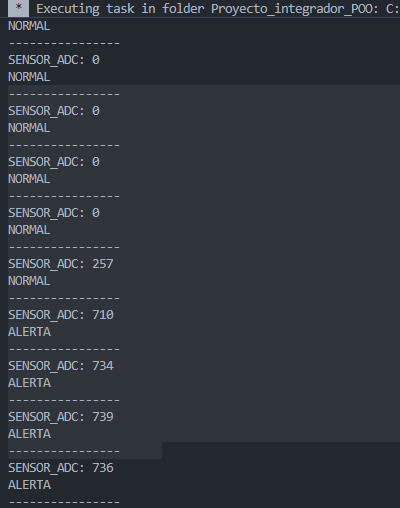 * Executing task in folder Proyecto_integrador_POO: C:
NORMAL
----------------
SENSOR_ADC: 0
NORMAL
----------------
SENSOR_ADC: 0
NORMAL
----------------
SENSOR_ADC: 0
NORMAL
----------------
SENSOR_ADC: 0
NORMAL
----------------
SENSOR_ADC: 257
NORMAL
----------------
SENSOR_ADC: 710
ALERTA
----------------
SENSOR_ADC: 734
ALERTA
----------------
SENSOR_ADC: 739
ALERTA
----------------
SENSOR_ADC: 736
ALERTA
----------------